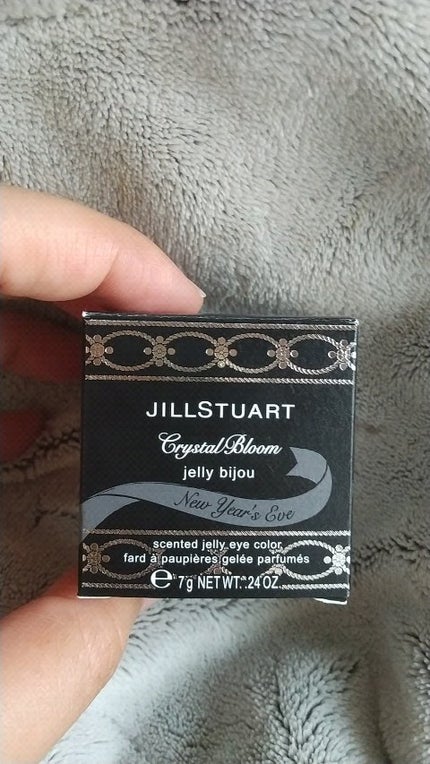 JILLSTUART
Crystal Bloom
jelly bijou
New Year's Eve
scented jelly eye color
fard à paupières gelée parfumés
℮ 7g NET WT. .24 OZ.